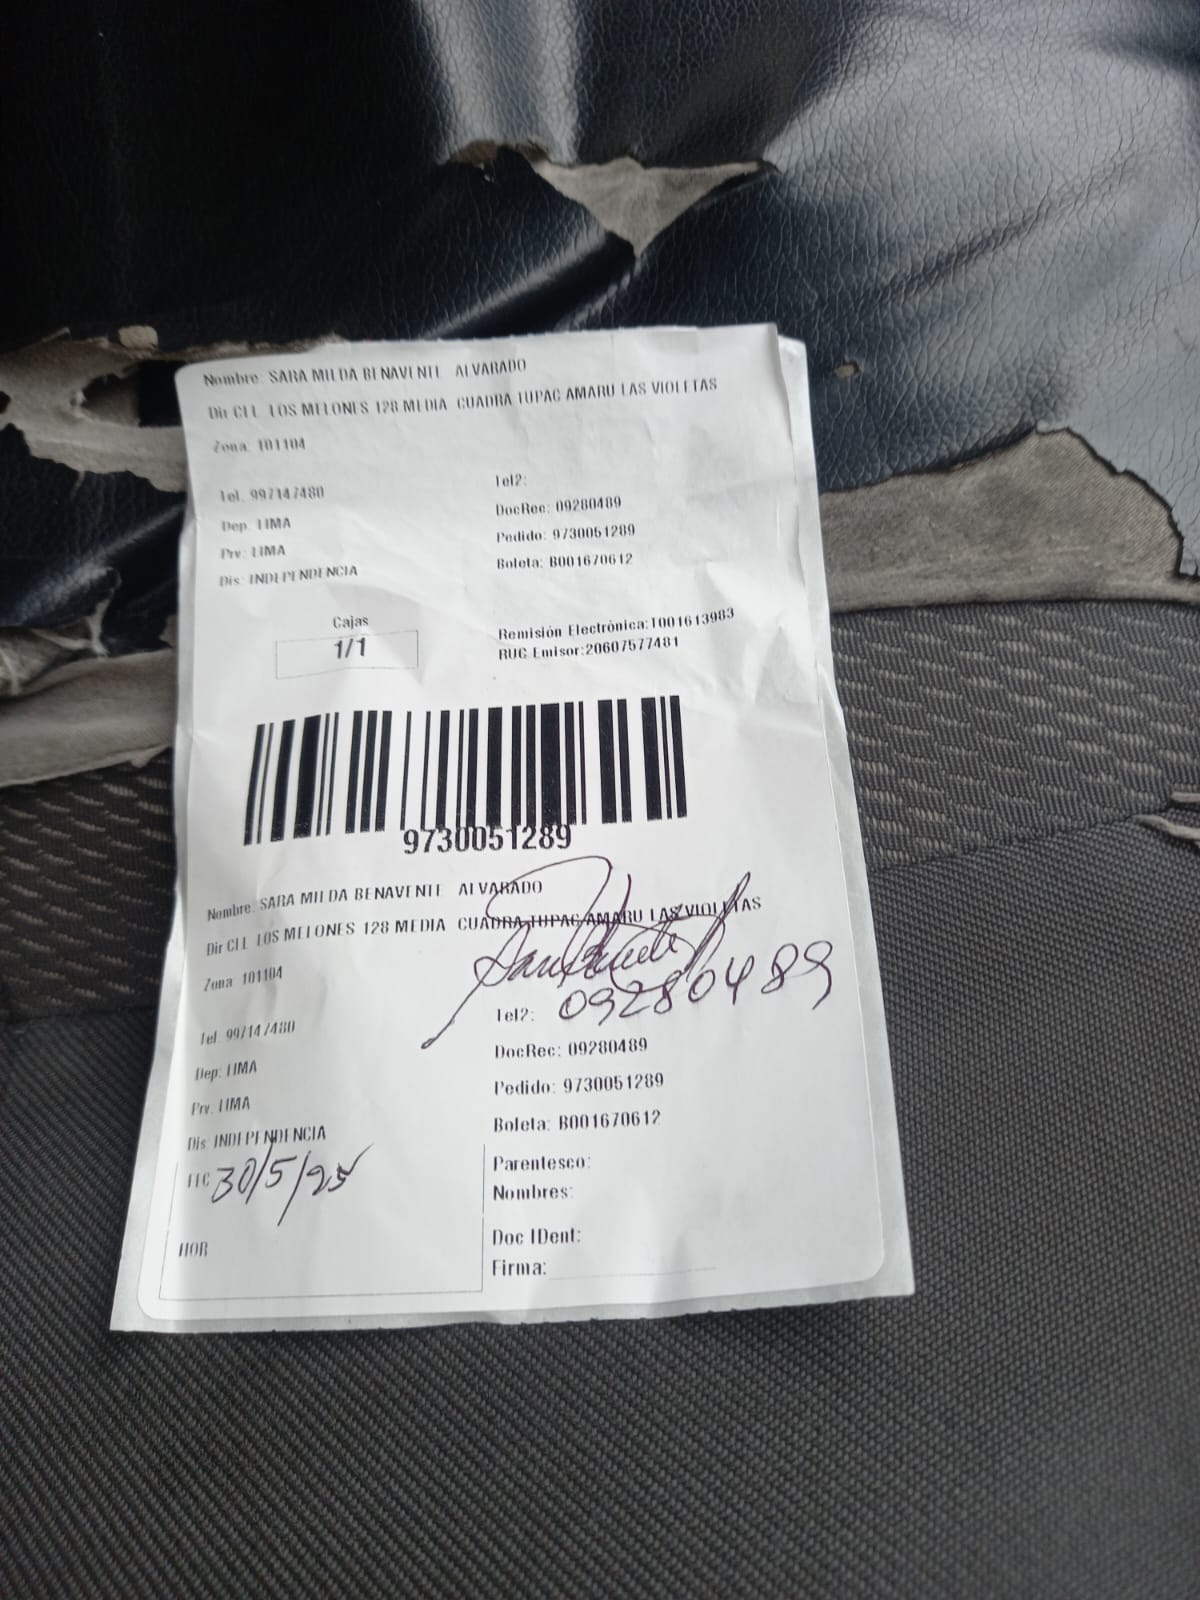 Nombre: SARA MILDA BENAVENTE ALVARADO
Dir CLL LOS MELONES 128 MEDIA CUADRA TUPAC AMARU LAS VIOLETAS
Zona 101104
Tel. 997147480
Tel2:
Dep: LIMA
DocRec: 09280489
Prv: LIMA
Pedido: 9730051289
Dis: INDEPENDENCIA
Boleta: B001670612
Cajas
1/1
Remisión Electrónica:T001613983
RUC Emisor:20607577481
9730051289
Nombre: SARA MILDA BENAVENTE ALVARADO
Dir CLL LOS MELONES 128 MEDIA CUADRA TUPAC AMARU LAS VIOLETAS
Zona 101104
09280489
Tel. 997147480
Tel2:
Dep: LIMA
DocRec: 09280489
Prv. LIMA
Pedido: 9730051289
Dis: INDEPENDENCIA
Boleta: B001670612
30/5/25
Parentesco:
Nombres:
HOR
Doc IDent:
Firma: